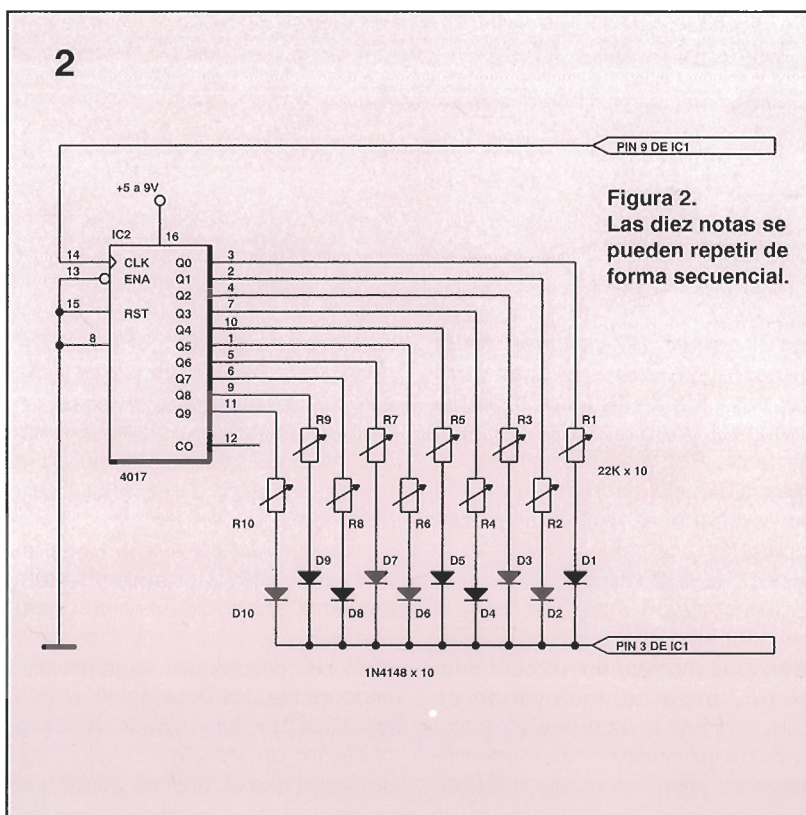 2
PIN 9 DE IC1
+5 a 9V
Figura 2.
Las diez notas se
pueden repetir de
forma secuencial.
IC2
16
14
CLK
Q0
3
13
ENA
Q1
2
Q2
4
15
RST
Q3
7
Q4
10
8
Q5
1
Q6
5
Q7
6
Q8
9
Q9
11
CO
12
4017
R9
R7
R5
R3
R1
22K x 10
R10
R8
R6
R4
R2
D9
D7
D5
D3
D1
D10
D8
D6
D4
D2
PIN 3 DE IC1
1N4148 x 10